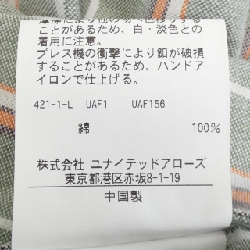 ことがあるため、白・淡色との
着用に注意。
プレス機の衝撃により釦が破損
することがあるため、ハンドア
イロンで仕上げる。
421-1-L UAF1 UAF156
綿 100%
株式会社 ユナイテッドアローズ
東京都港区赤坂8-1-19
中国製